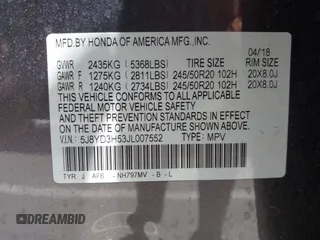 MFD.BY HONDA OF AMERICA MFG.,INC.
04/18
GVWR 2435KG (5368LBS) TIRE SIZE RIM SIZE
GAWR F 1275KG (2811LBS) 245/50R20 102H 20X8.0J
GAWR R 1240KG (2734LBS) 245/50R20 102H 20X8.0J
THIS VEHICLE CONFORMS TO ALL APPLICABLE
FEDERAL MOTOR VEHICLE SAFETY AND
THEFT PREVENTION STANDARDS IN EFFECT ON
THE DATE OF MANUFACTURE SHOWN ABOVE.
V.I.N.: 5J8YD3H53JL007552 TYPE: MPV
TYR J AF6 - NH797MV - B - L
DREAMBID